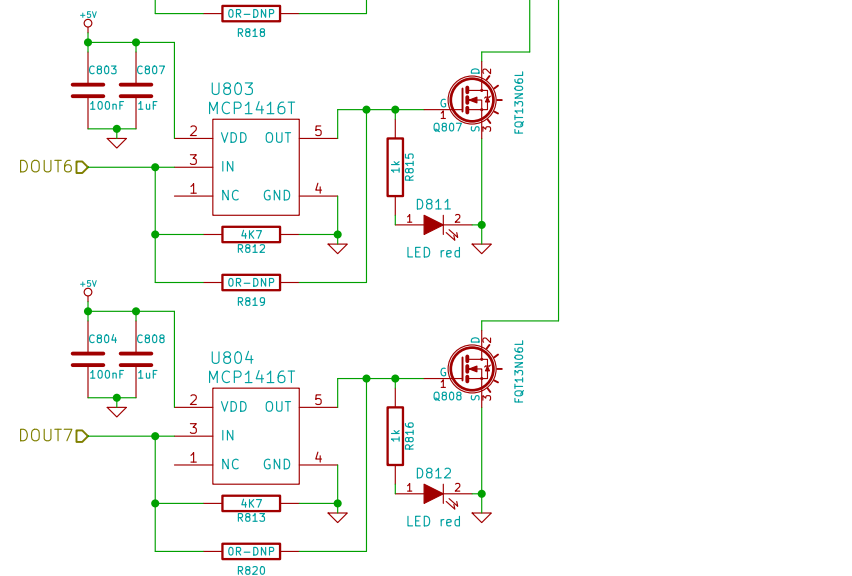 0R-DNP
R818
+5V
C803
C807
100nF
1uF
U803
MCP1416T
2
VDD
OUT
5
DOUT6
3
IN
1
NC
GND
4
4K7
R812
0R-DNP
R819
D
2
G
1
Q807
S
3
FQT13N06L
1k
R815
D811
1
2
LED red
+5V
C804
C808
100nF
1uF
U804
MCP1416T
2
VDD
OUT
5
DOUT7
3
IN
1
NC
GND
4
4K7
R813
0R-DNP
R820
D
2
G
1
Q808
S
3
FQT13N06L
1k
R816
D812
1
2
LED red